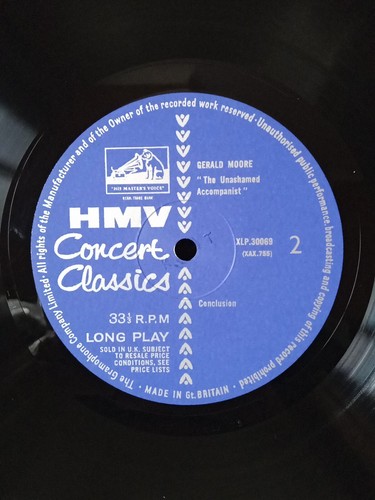 The Gramophone Company Limited · All rights of the Manufacturer and of the Owner of the recorded work reserved · Unauthorised public performance, broadcasting and copying of this record prohibited ·
"HIS MASTER'S VOICE"
HMV
Concert
Classics
33⅓ R.P.M
LONG PLAY
SOLD IN U.K. SUBJECT
TO RESALE PRICE
CONDITIONS, SEE
PRICE LISTS
GERALD MOORE
"The Unashamed
Accompanist"
XLP.30069
(XAX.755)
2
Conclusion
· MADE IN Gt. BRITAIN ·